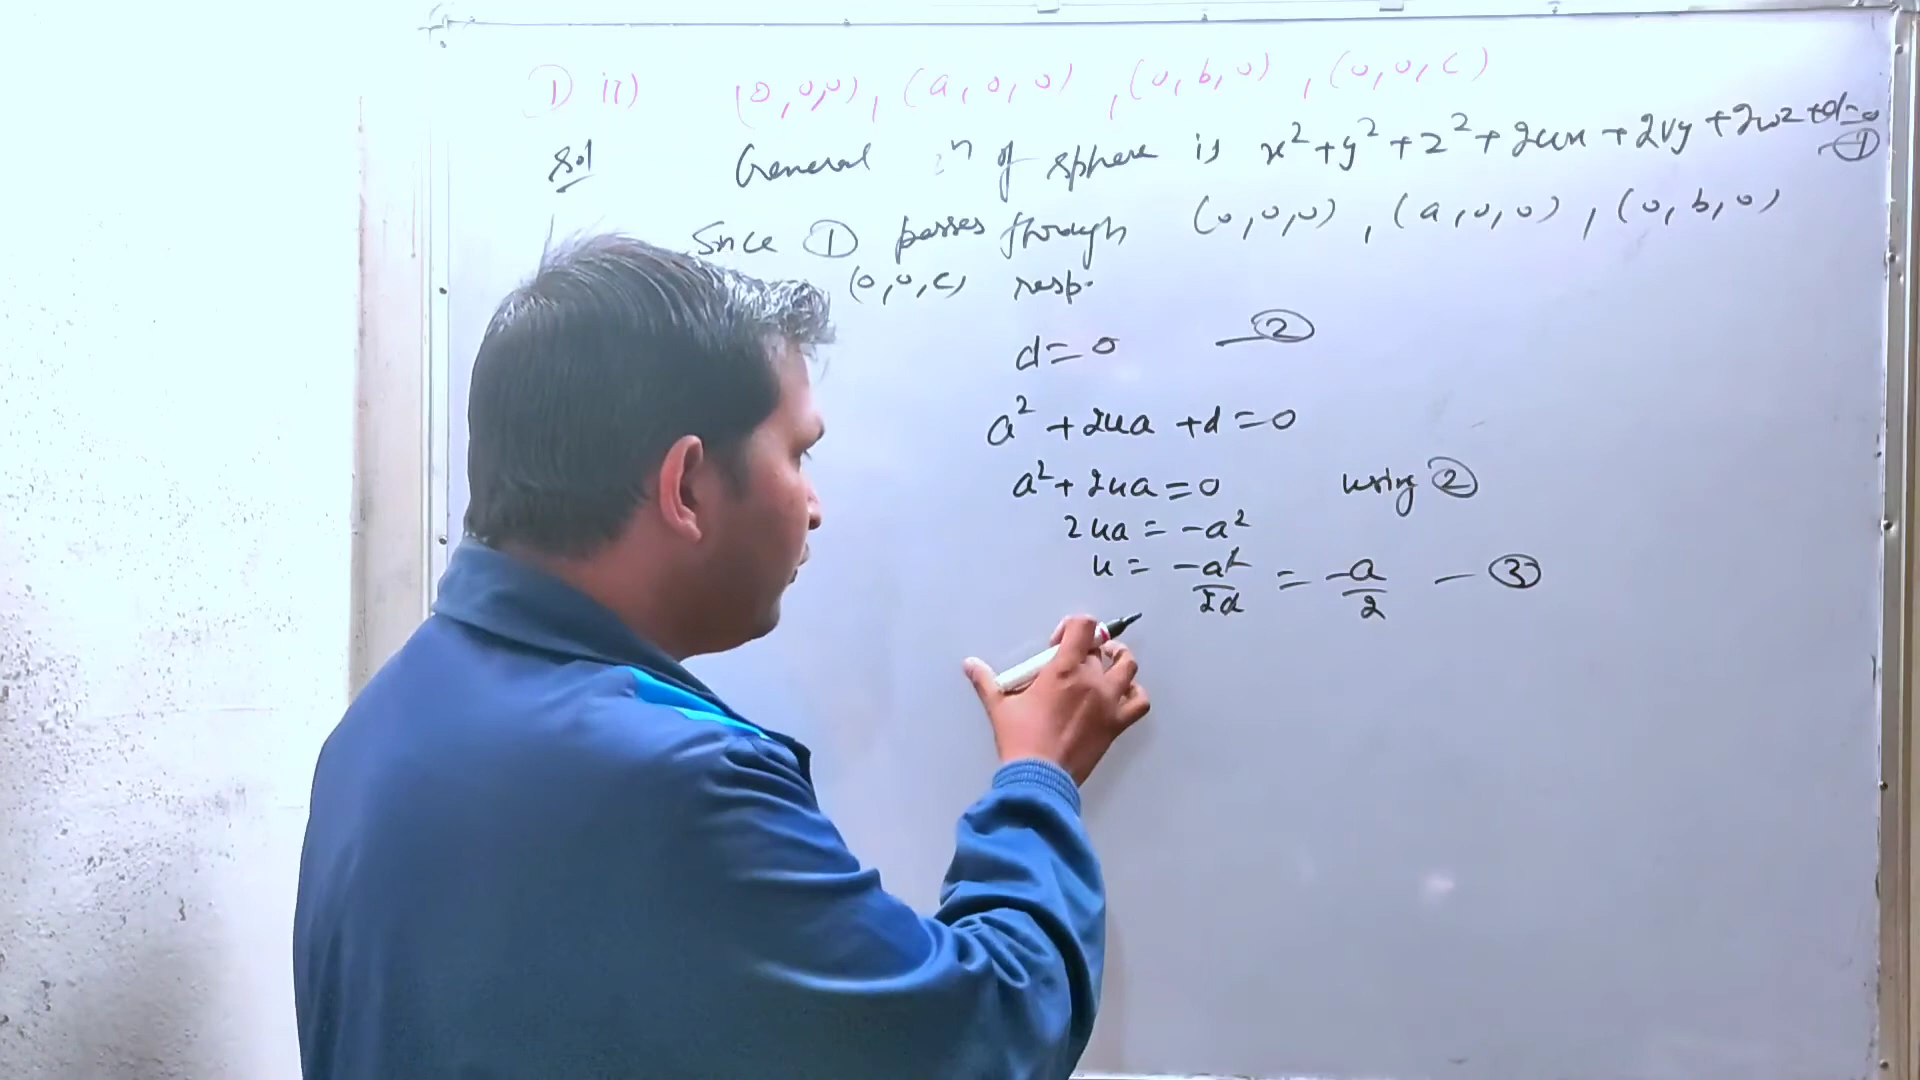 ① ii) (0,0,0), (a,0,0), (0,b,0), (0,0,c)
Sol General of sphere is x²+y²+z²+2ux+2vy+2wz+d=0 —①
Since ① passes through (0,0,0), (a,0,0), (0,b,0)
(0,0,c) resp.
d=0 —②
a²+2ua+d=0
a²+2ua=0 using ②
2ua=-a²
u = -a²/2a = -a/2 —③